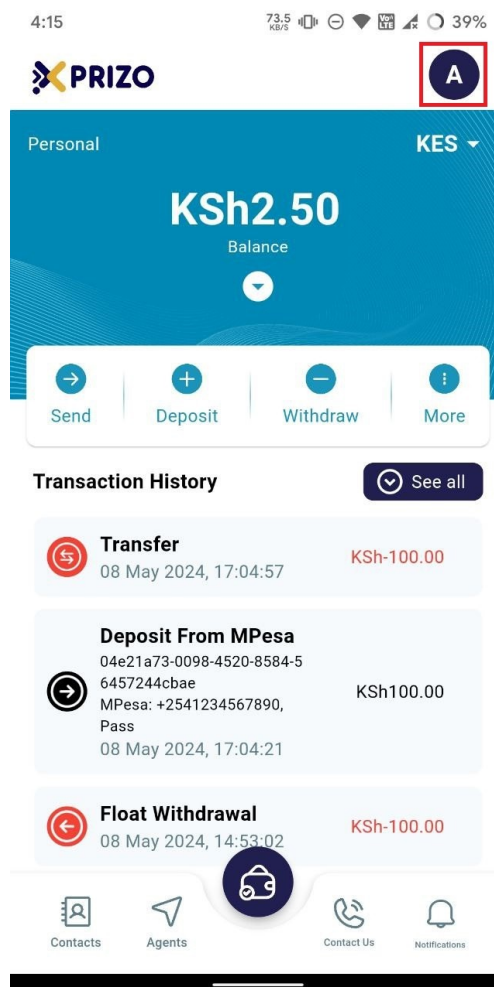 4:15 73.5 KB/S Vo LTE 39%
XPRIZO
A
Personal KES
KSh2.50
Balance
Send Deposit Withdraw More
Transaction History See all
Transfer
08 May 2024, 17:04:57
KSh-100.00
Deposit From MPesa
04e21a73-0098-4520-8584-5
6457244cbae
MPesa: +2541234567890,
Pass
08 May 2024, 17:04:21
KSh100.00
Float Withdrawal
08 May 2024, 14:53:02
KSh-100.00
Contacts Agents Contact Us Notifications